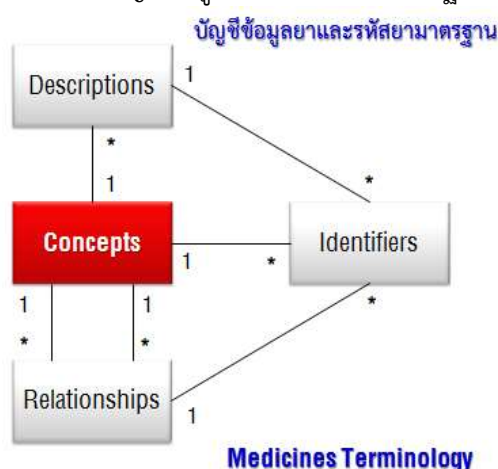 บัญชีข้อมูลยาและรหัสยามาตรฐาน
Descriptions
1
*
1
*
Concepts
1
*
Identifiers
1
1
*
*
*
Relationships
1
Medicines Terminology